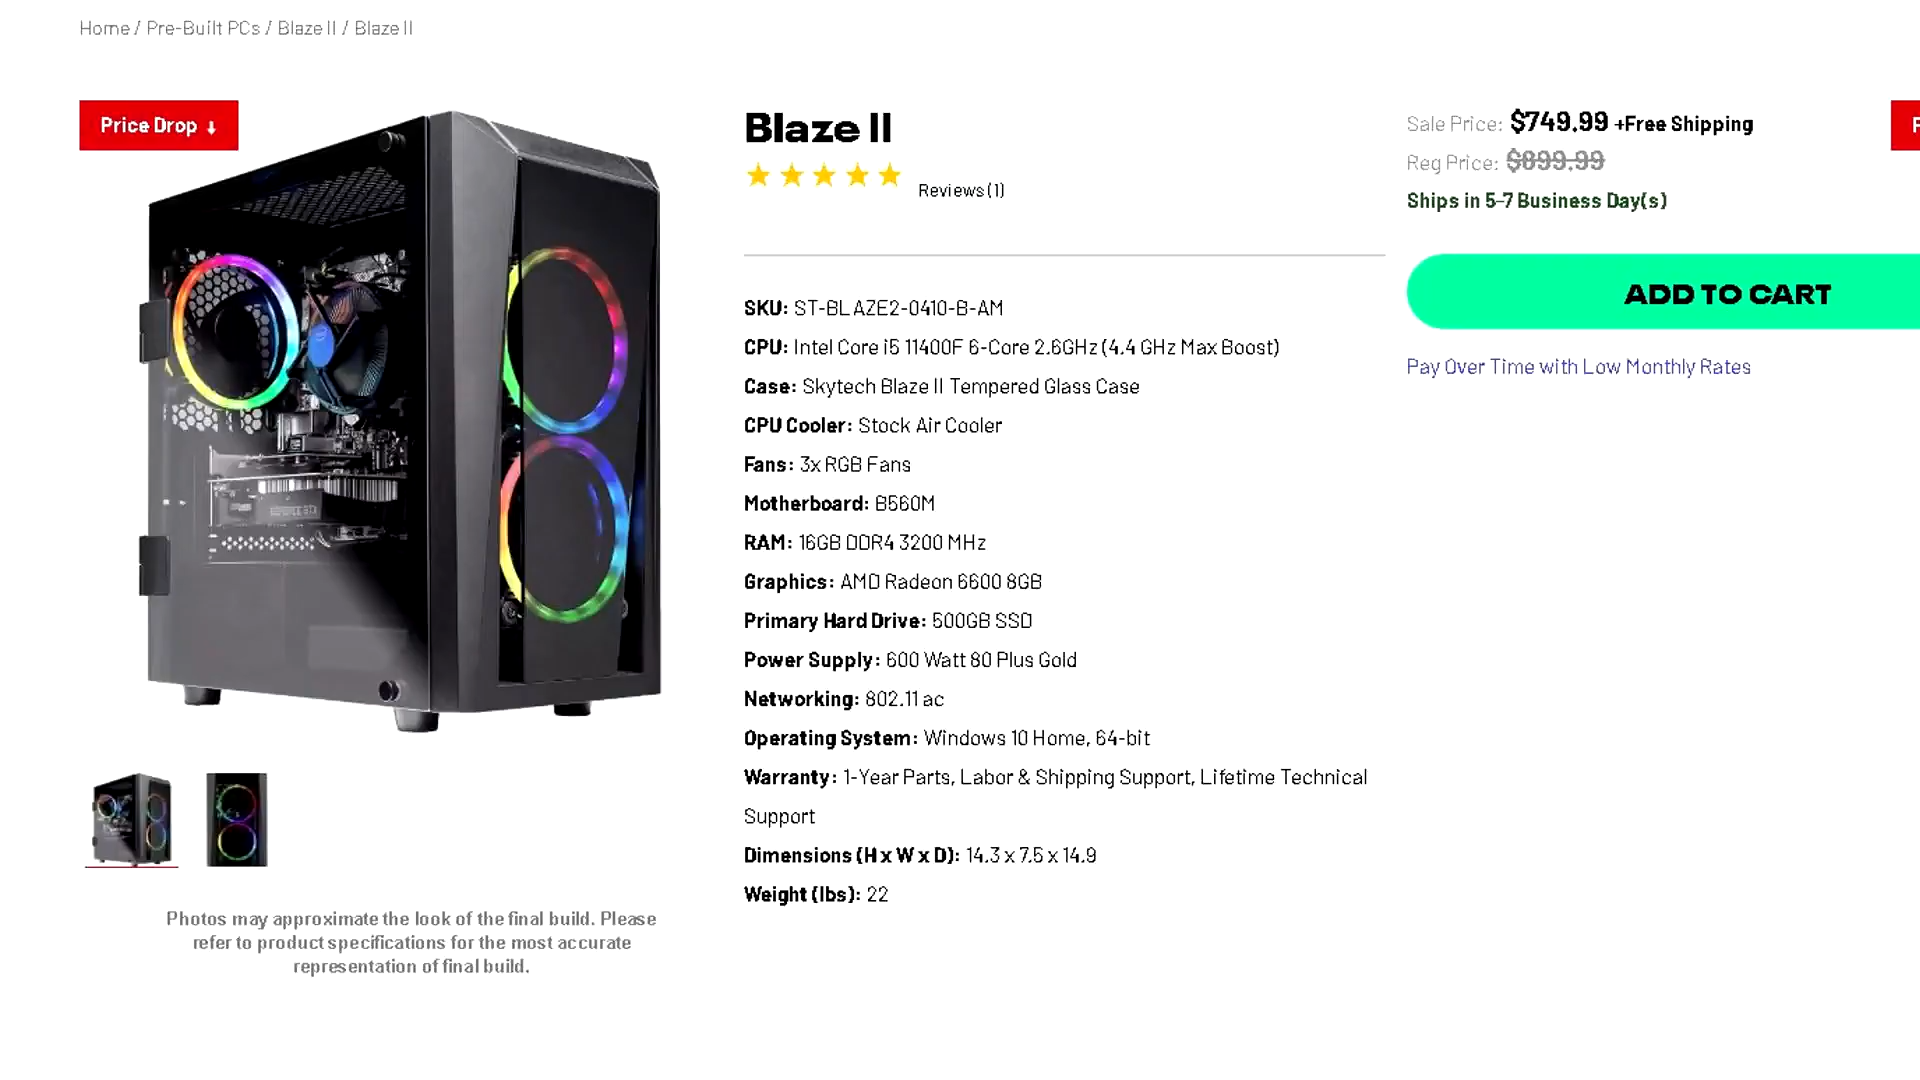 Home / Pre-Built PCs / Blaze II / Blaze II
Price Drop ↓
Blaze II
Reviews (1)
SKU: ST-BLAZE2-0410-B-AM
CPU: Intel Core i5 11400F 6-Core 2.6GHz (4.4 GHz Max Boost)
Case: Skytech Blaze II Tempered Glass Case
CPU Cooler: Stock Air Cooler
Fans: 3x RGB Fans
Motherboard: B560M
RAM: 16GB DDR4 3200 MHz
Graphics: AMD Radeon 6600 8GB
Primary Hard Drive: 500GB SSD
Power Supply: 600 Watt 80 Plus Gold
Networking: 802.11 ac
Operating System: Windows 10 Home, 64-bit
Warranty: 1-Year Parts, Labor & Shipping Support, Lifetime Technical
Support
Dimensions (H x W x D): 14.3 x 7.5 x 14.9
Weight (lbs): 22
Sale Price: $749.99 +Free Shipping
Reg Price: $899.99
Ships in 5-7 Business Day(s)
ADD TO CART
Pay Over Time with Low Monthly Rates
Photos may approximate the look of the final build. Please
refer to product specifications for the most accurate
representation of final build.